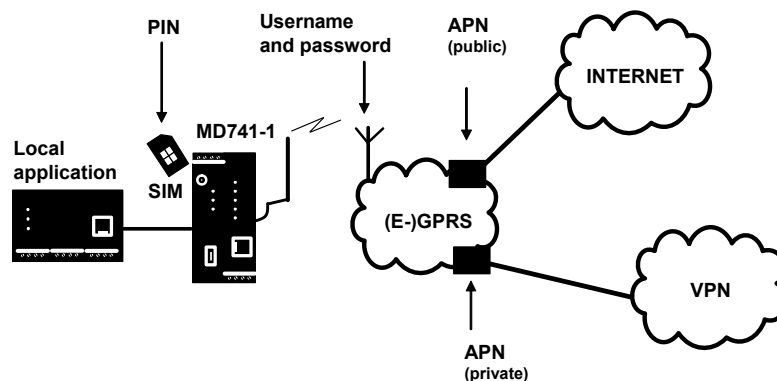 PIN
Username
and password
APN
(public)
INTERNET
MD741-1
Local
application
SIM
(E-)GPRS
VPN
APN
(private)